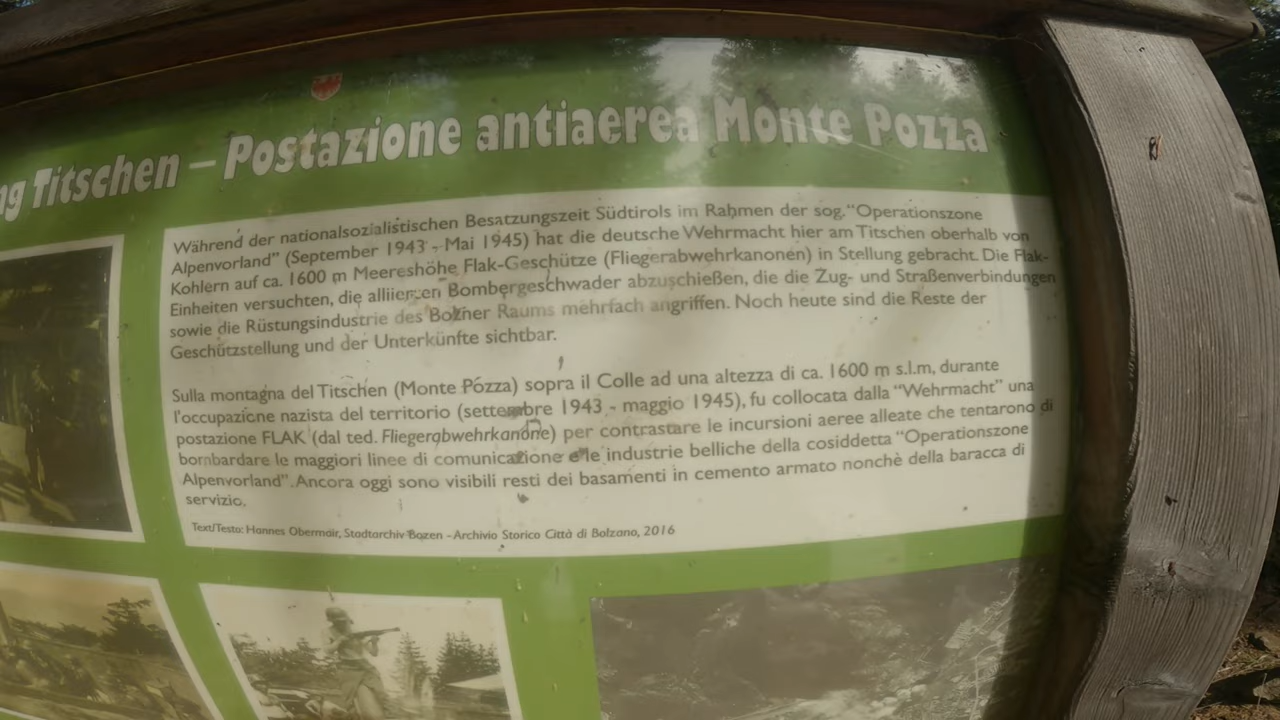 ng Titschen – Postazione antiaerea Monte Pozza
Während der nationalsozialistischen Besatzungszeit Südtirols im Rahmen der sog. “Operationszone
Alpenvorland” (September 1943 - Mai 1945) hat die deutsche Wehrmacht hier am Titschen oberhalb von
Kohlern auf ca. 1600 m Meereshöhe Flak-Geschütze (Fliegerabwehrkanonen) in Stellung gebracht. Die Flak-
Einheiten versuchten, die alliierten Bombergeschwader abzuschießen, die die Zug- und Straßenverbindungen
sowie die Rüstungsindustrie des Bozner Raums mehrfach angriffen. Noch heute sind die Reste der
Geschützstellung und der Unterkünfte sichtbar.
Sulla montagna del Titschen (Monte Pozza) sopra il Colle ad una altezza di ca. 1600 m s.l.m, durante
l'occupazione nazista del territorio (settembre 1943 - maggio 1945), fu collocata dalla “Wehrmacht” una
postazione FLAK (dal ted. Fliegerabwehrkanone) per contrastare le incursioni aeree alleate che tentarono di
bombardare le maggiori linee di comunicazione e le industrie belliche della cosiddetta “Operationszone
Alpenvorland”. Ancora oggi sono visibili resti dei basamenti in cemento armato nonchè della baracca di
servizio.
Text/Testo: Hannes Obermair, Stadtarchiv Bozen - Archivio Storico Città di Bolzano, 2016